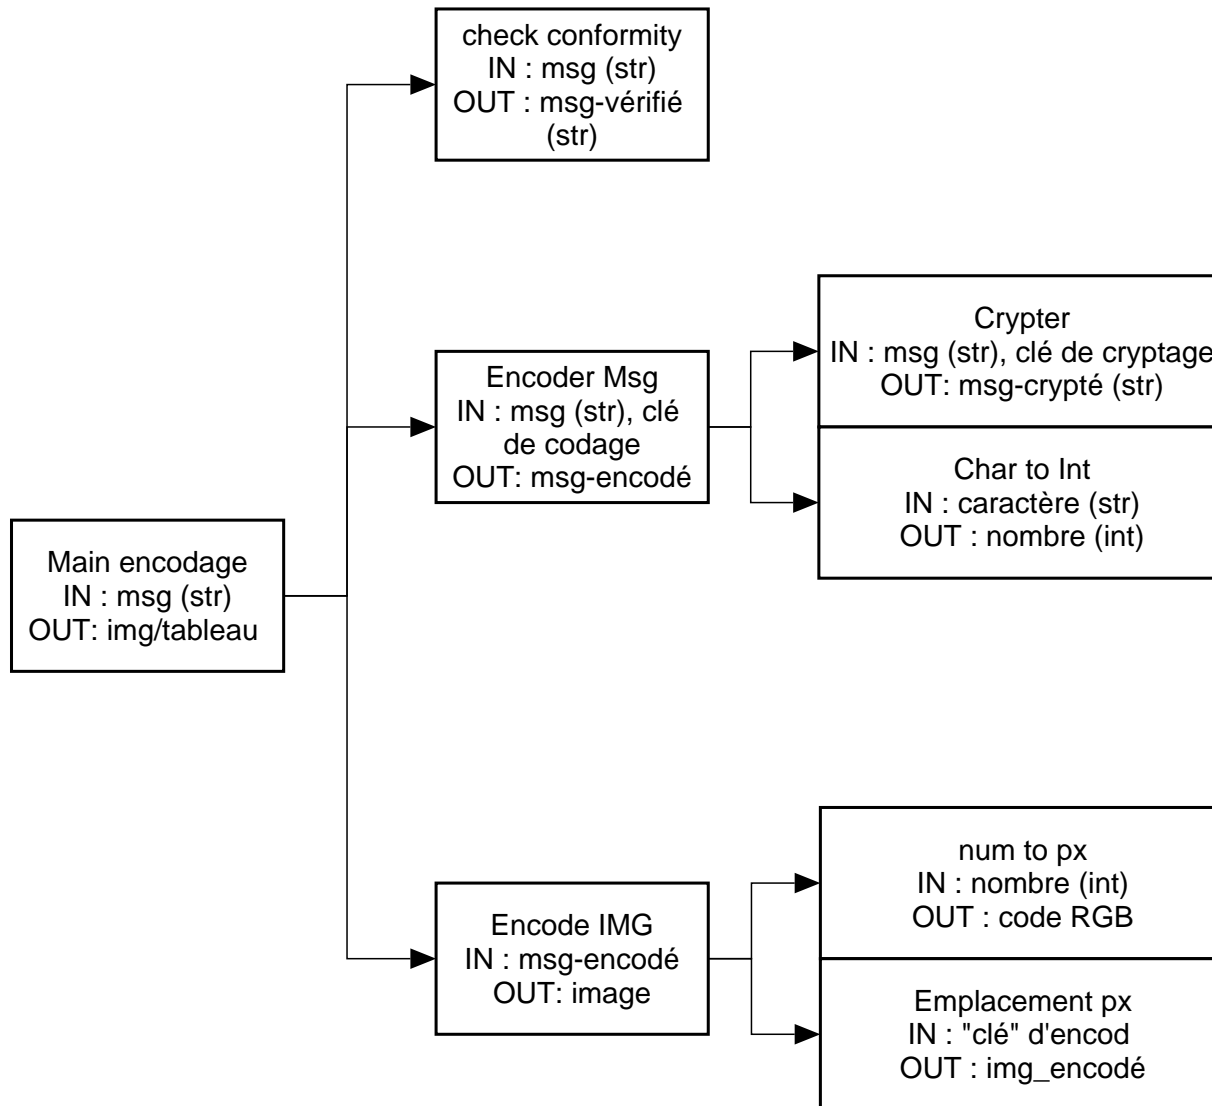 check conformity
IN : msg (str)
OUT : msg-vérifié
(str)
Crypter
IN : msg (str), clé de cryptage
OUT: msg-crypté (str)
Encoder Msg
IN : msg (str), clé
de codage
OUT: msg-encodé
Char to Int
IN : caractère (str)
OUT : nombre (int)
Main encodage
IN : msg (str)
OUT: img/tableau
num to px
IN : nombre (int)
OUT : code RGB
Encode IMG
IN : msg-encodé
OUT: image
Emplacement px
IN : "clé" d'encod
OUT : img_encodé